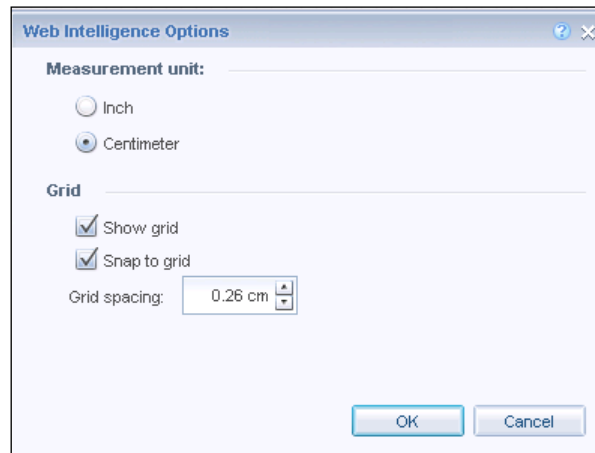 Web Intelligence Options
Measurement unit:
Inch
Centimeter
Grid
Show grid
Snap to grid
Grid spacing: 0.26 cm
OK Cancel